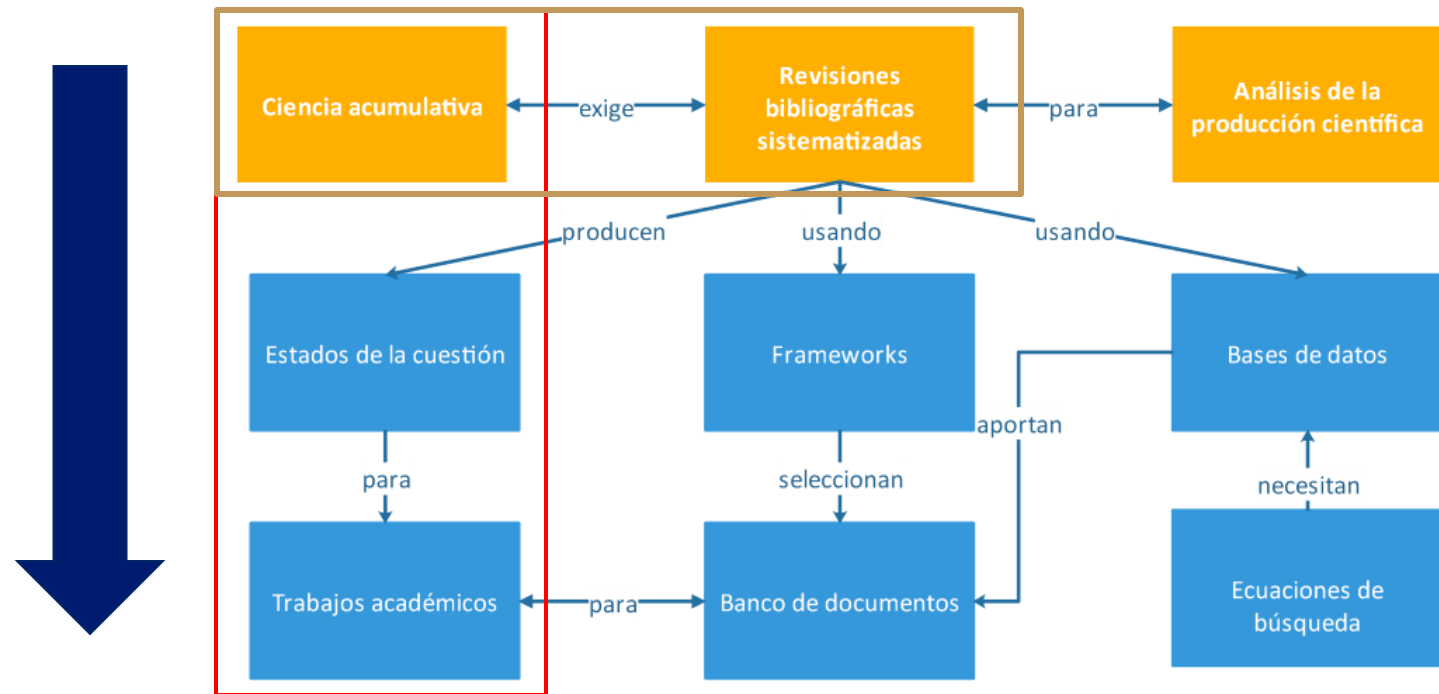 Ciencia acumulativa
exige
Revisiones
bibliográficas
sistematizadas
para
Análisis de la
producción científica
producen
usando
usando
Estados de la cuestión
Frameworks
Bases de datos
aportan
para
seleccionan
necesitan
Trabajos académicos
para
Banco de documentos
Ecuaciones de
búsqueda